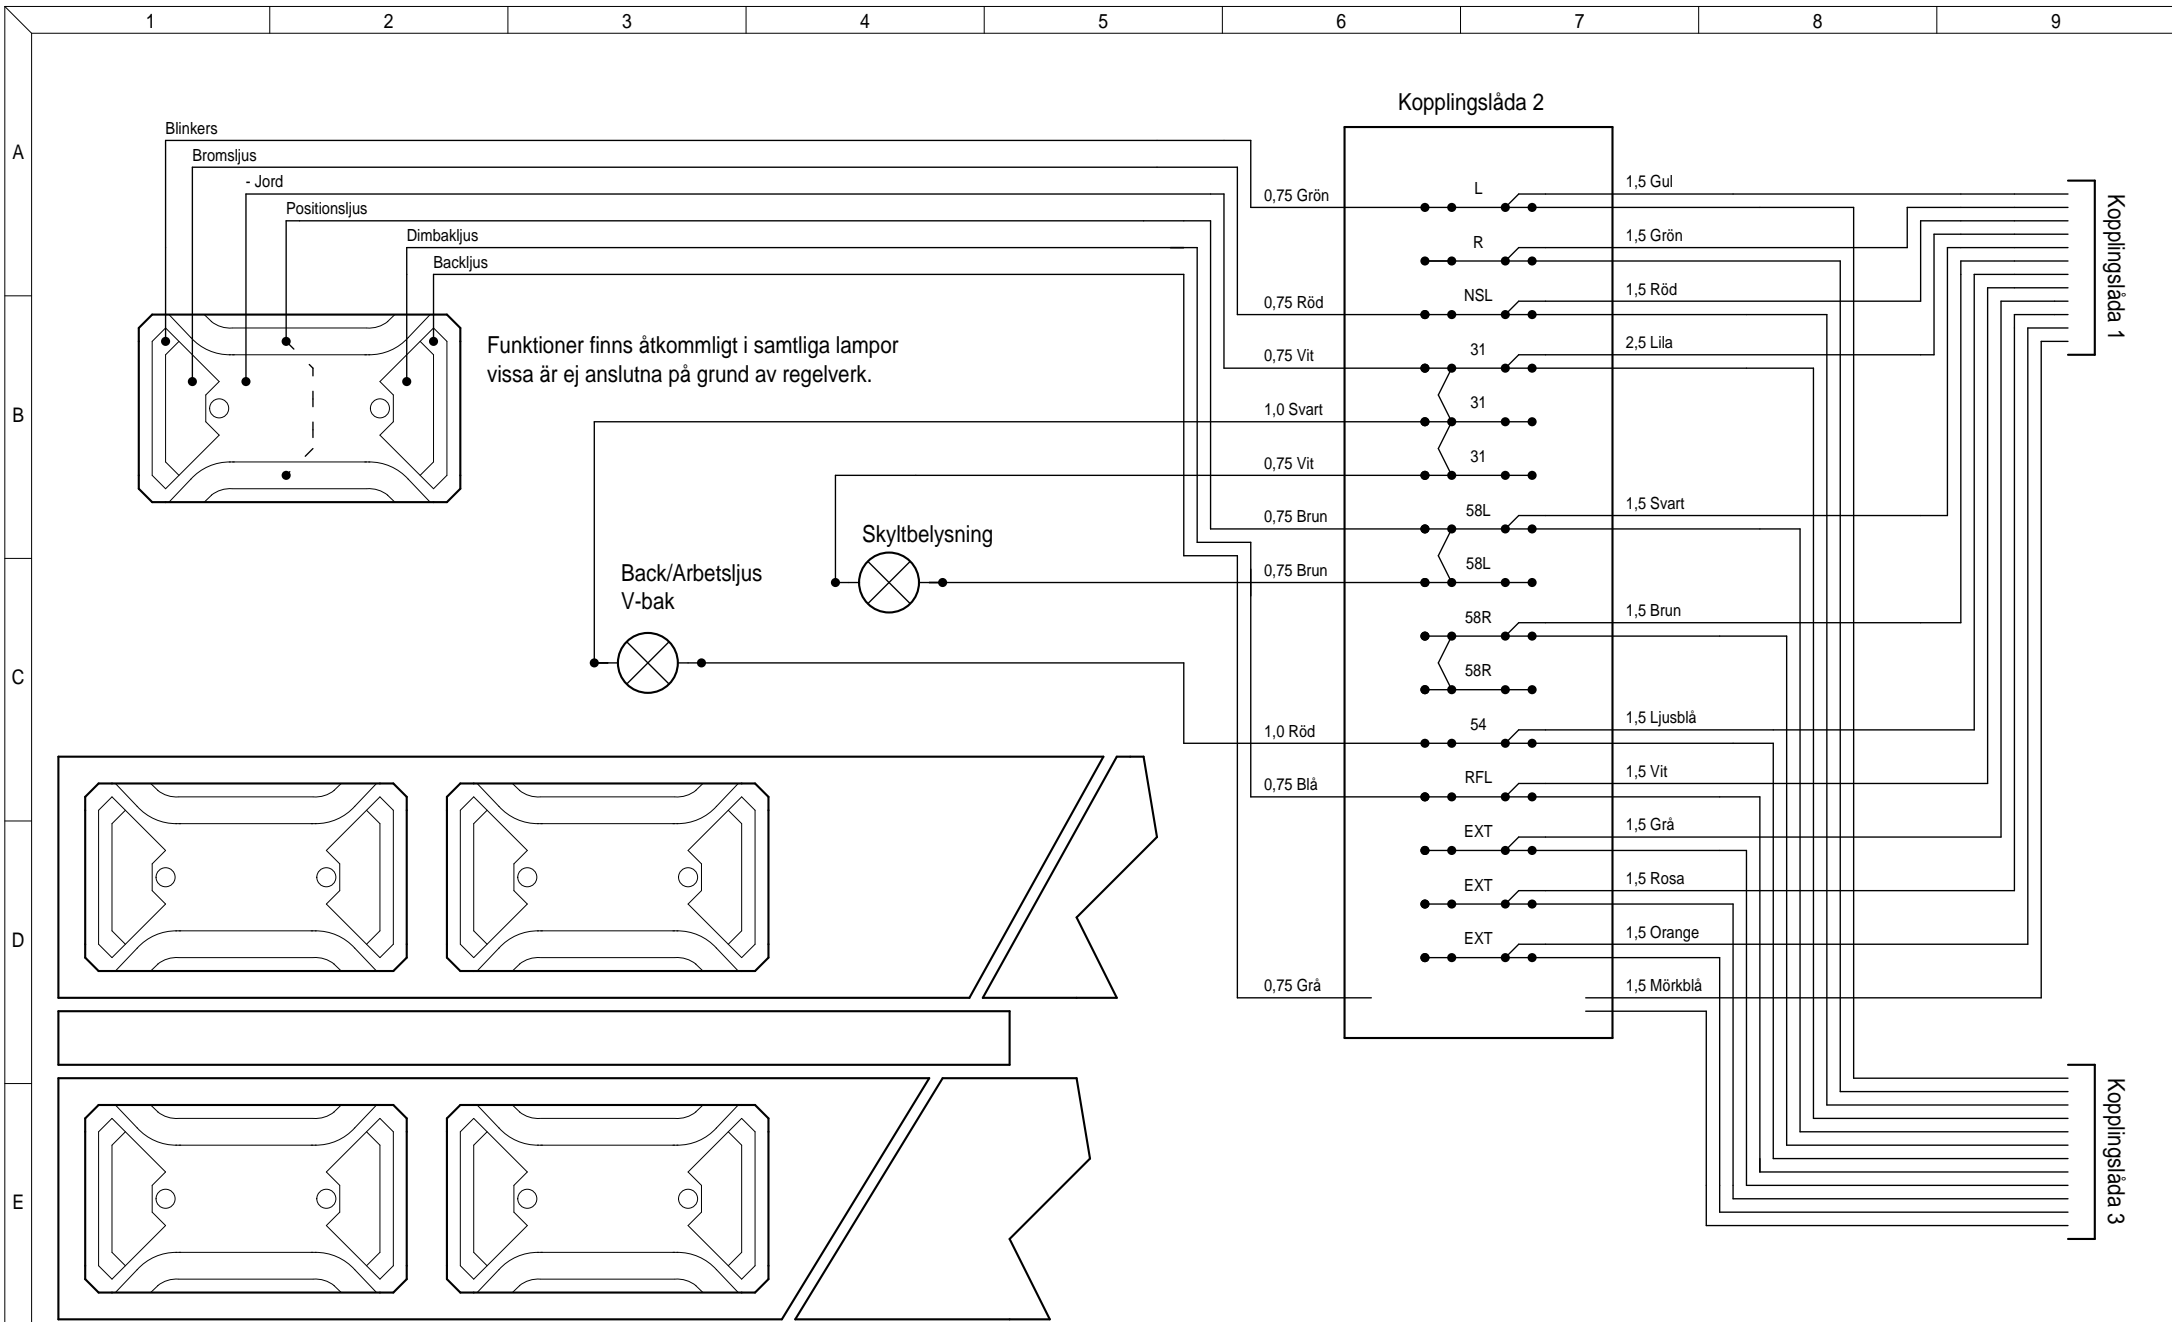 1 2 3 4 5 6 7 8 9
A
B
C
D
E
Kopplingslåda 2
Blinkers
Bromsljus
- Jord
Positionsljus
Dimbakljus
Backljus
Funktioner finns åtkommligt i samtliga lampor
vissa är ej anslutna på grund av regelverk.
Skyltbelysning
Back/Arbetsljus
V-bak
0,75 Grön
0,75 Röd
0,75 Vit
1,0 Svart
0,75 Vit
0,75 Brun
0,75 Brun
1,0 Röd
0,75 Blå
0,75 Grå
L
R
NSL
31
31
31
58L
58L
58R
58R
54
RFL
EXT
EXT
EXT
1,5 Gul
1,5 Grön
1,5 Röd
2,5 Lila
1,5 Svart
1,5 Brun
1,5 Ljusblå
1,5 Vit
1,5 Grå
1,5 Rosa
1,5 Orange
1,5 Mörkblå
Kopplingslåda 1
Kopplingslåda 3